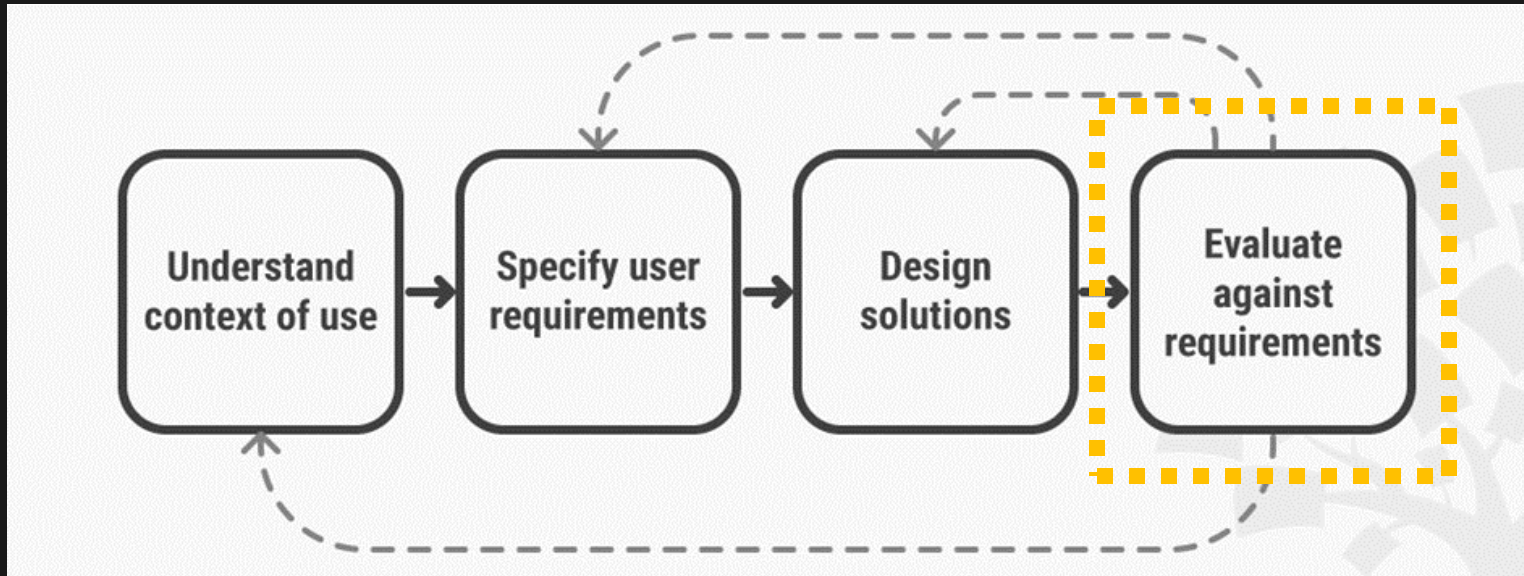 Understand
context of use
Specify user
requirements
Design
solutions
Evaluate
against
requirements